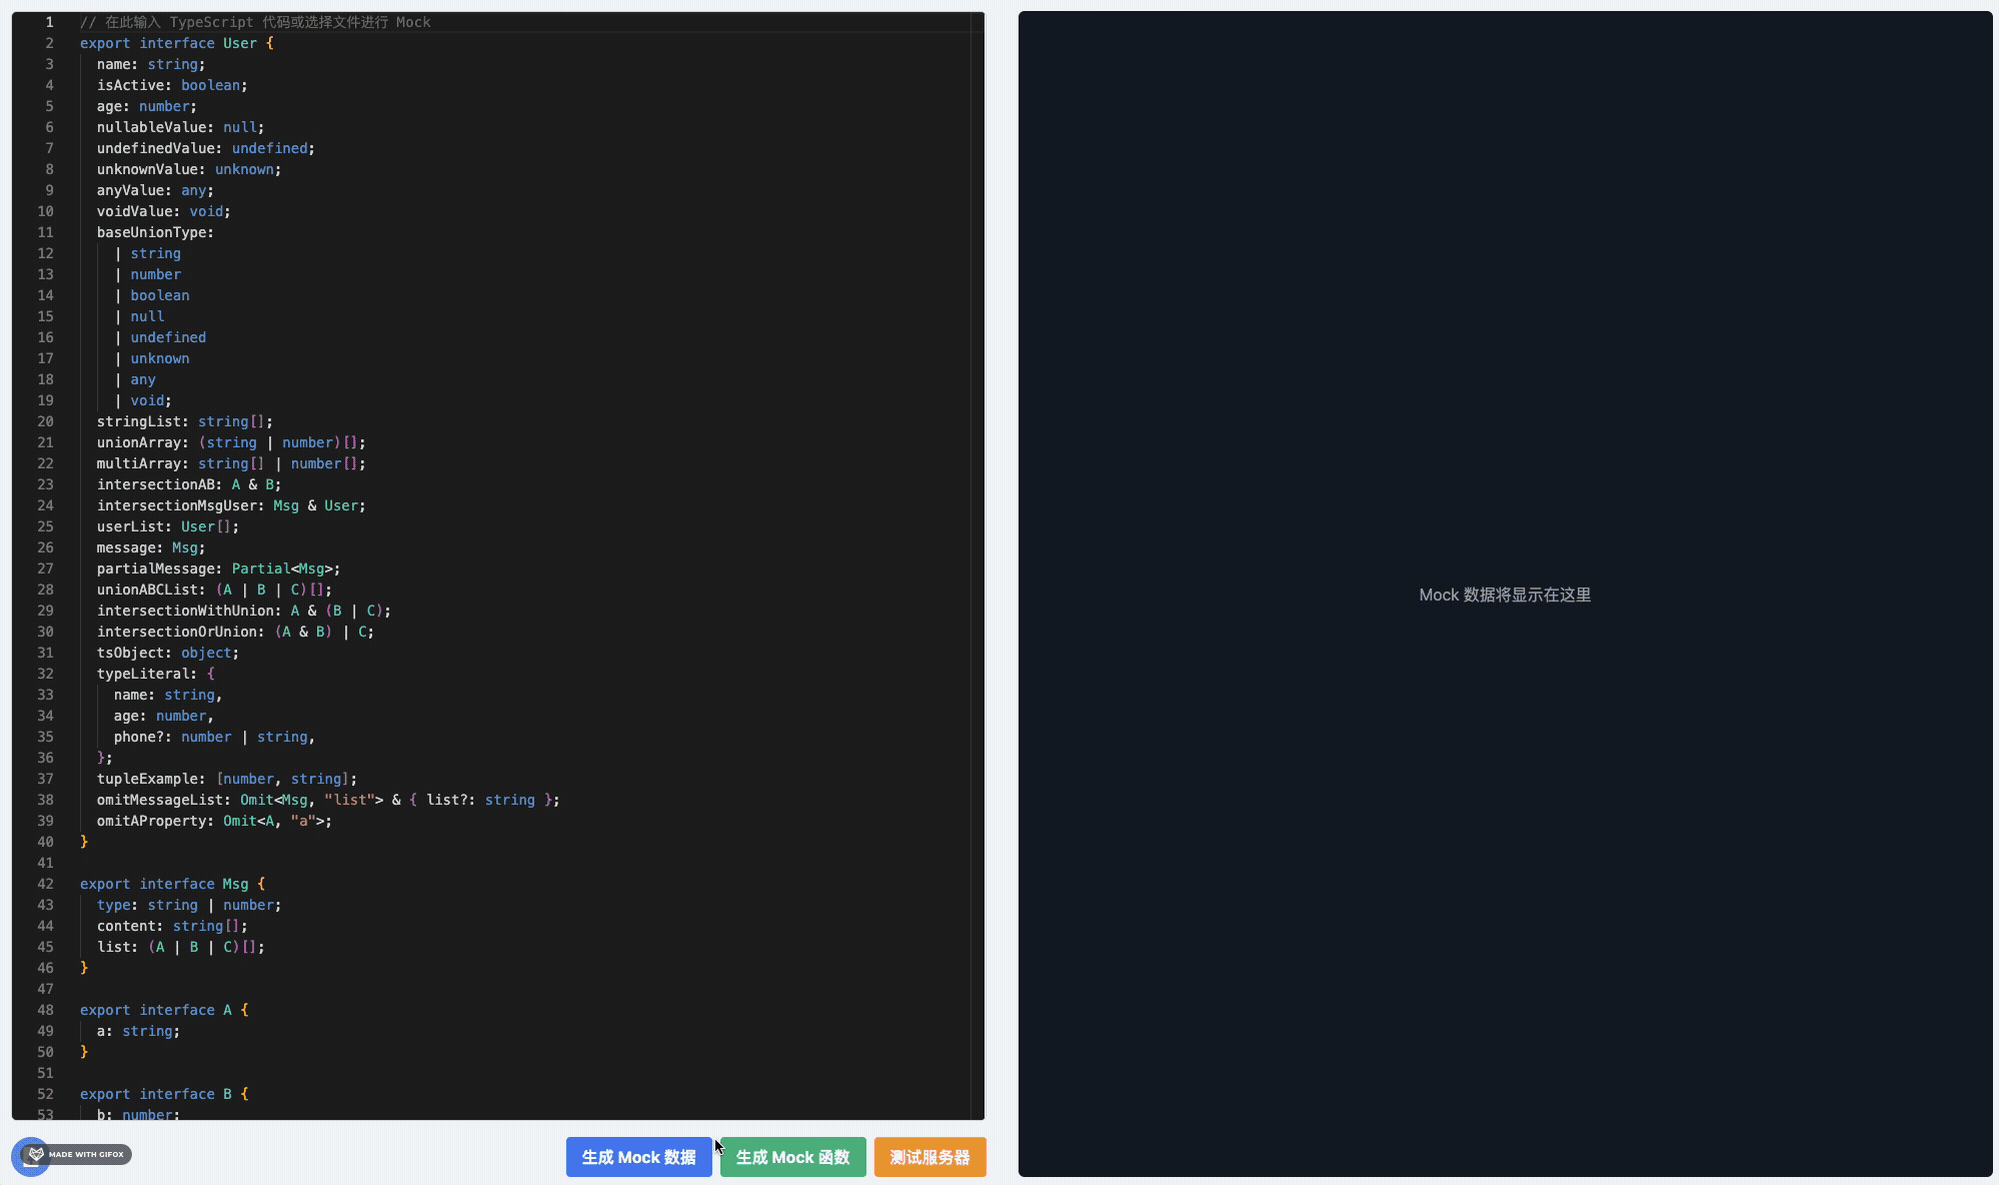 1 // 在此输入 TypeScript 代码或选择文件进行 Mock
2 export interface User {
3 name: string;
4 isActive: boolean;
5 age: number;
6 nullableValue: null;
7 undefinedValue: undefined;
8 unknownValue: unknown;
9 anyValue: any;
10 voidValue: void;
11 baseUnionType:
12 | string
13 | number
14 | boolean
15 | null
16 | undefined
17 | unknown
18 | any
19 | void;
20 stringList: string[];
21 unionArray: (string | number)[];
22 multiArray: string[] | number[];
23 intersectionAB: A & B;
24 intersectionMsgUser: Msg & User;
25 userList: User[];
26 message: Msg;
27 partialMessage: Partial<Msg>;
28 unionABCList: (A | B | C)[];
29 intersectionWithUnion: A & (B | C);
30 intersectionOrUnion: (A & B) | C;
31 tsObject: object;
32 typeLiteral: {
33 name: string,
34 age: number,
35 phone?: number | string,
36 };
37 tupleExample: [number, string];
38 omitMessageList: Omit<Msg, "list"> & { list?: string };
39 omitAProperty: Omit<A, "a">;
40 }
41
42 export interface Msg {
43 type: string | number;
44 content: string[];
45 list: (A | B | C)[];
46 }
47
48 export interface A {
49 a: string;
50 }
51
52 export interface B {
53 b: number;
MADE WITH GIFOX
生成 Mock 数据
生成 Mock 函数
测试服务器
Mock 数据将显示在这里